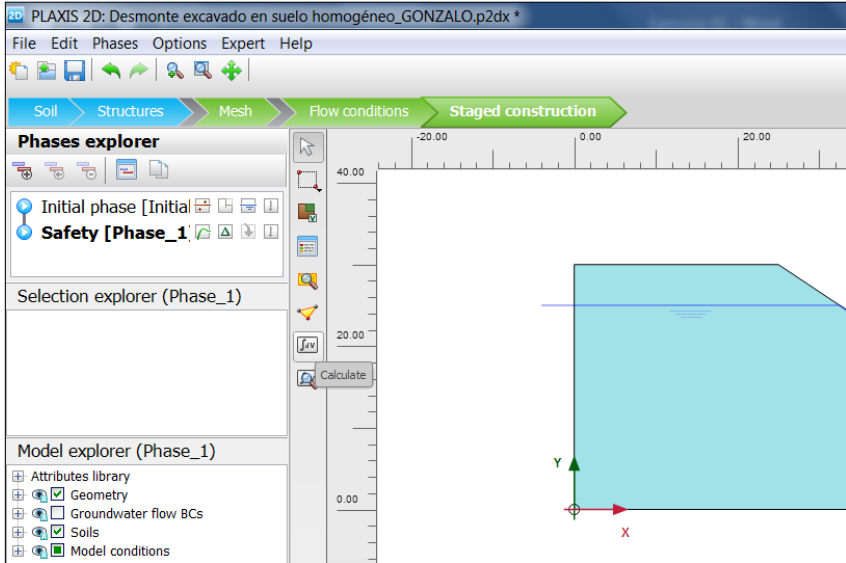 2D PLAXIS 2D: Desmonte excavado en suelo homogéneo_GONZALO.p2dx *
File Edit Phases Options Expert Help
Soil Structures Mesh Flow conditions Staged construction
Phases explorer
Initial phase [Initial
Safety [Phase_1]
Selection explorer (Phase_1)
Model explorer (Phase_1)
Attributes library
Geometry
Groundwater flow BCs
Soils
Model conditions
∫dV
Calculate
-20.00 0.00 20.00
40.00
20.00
0.00
Y
X